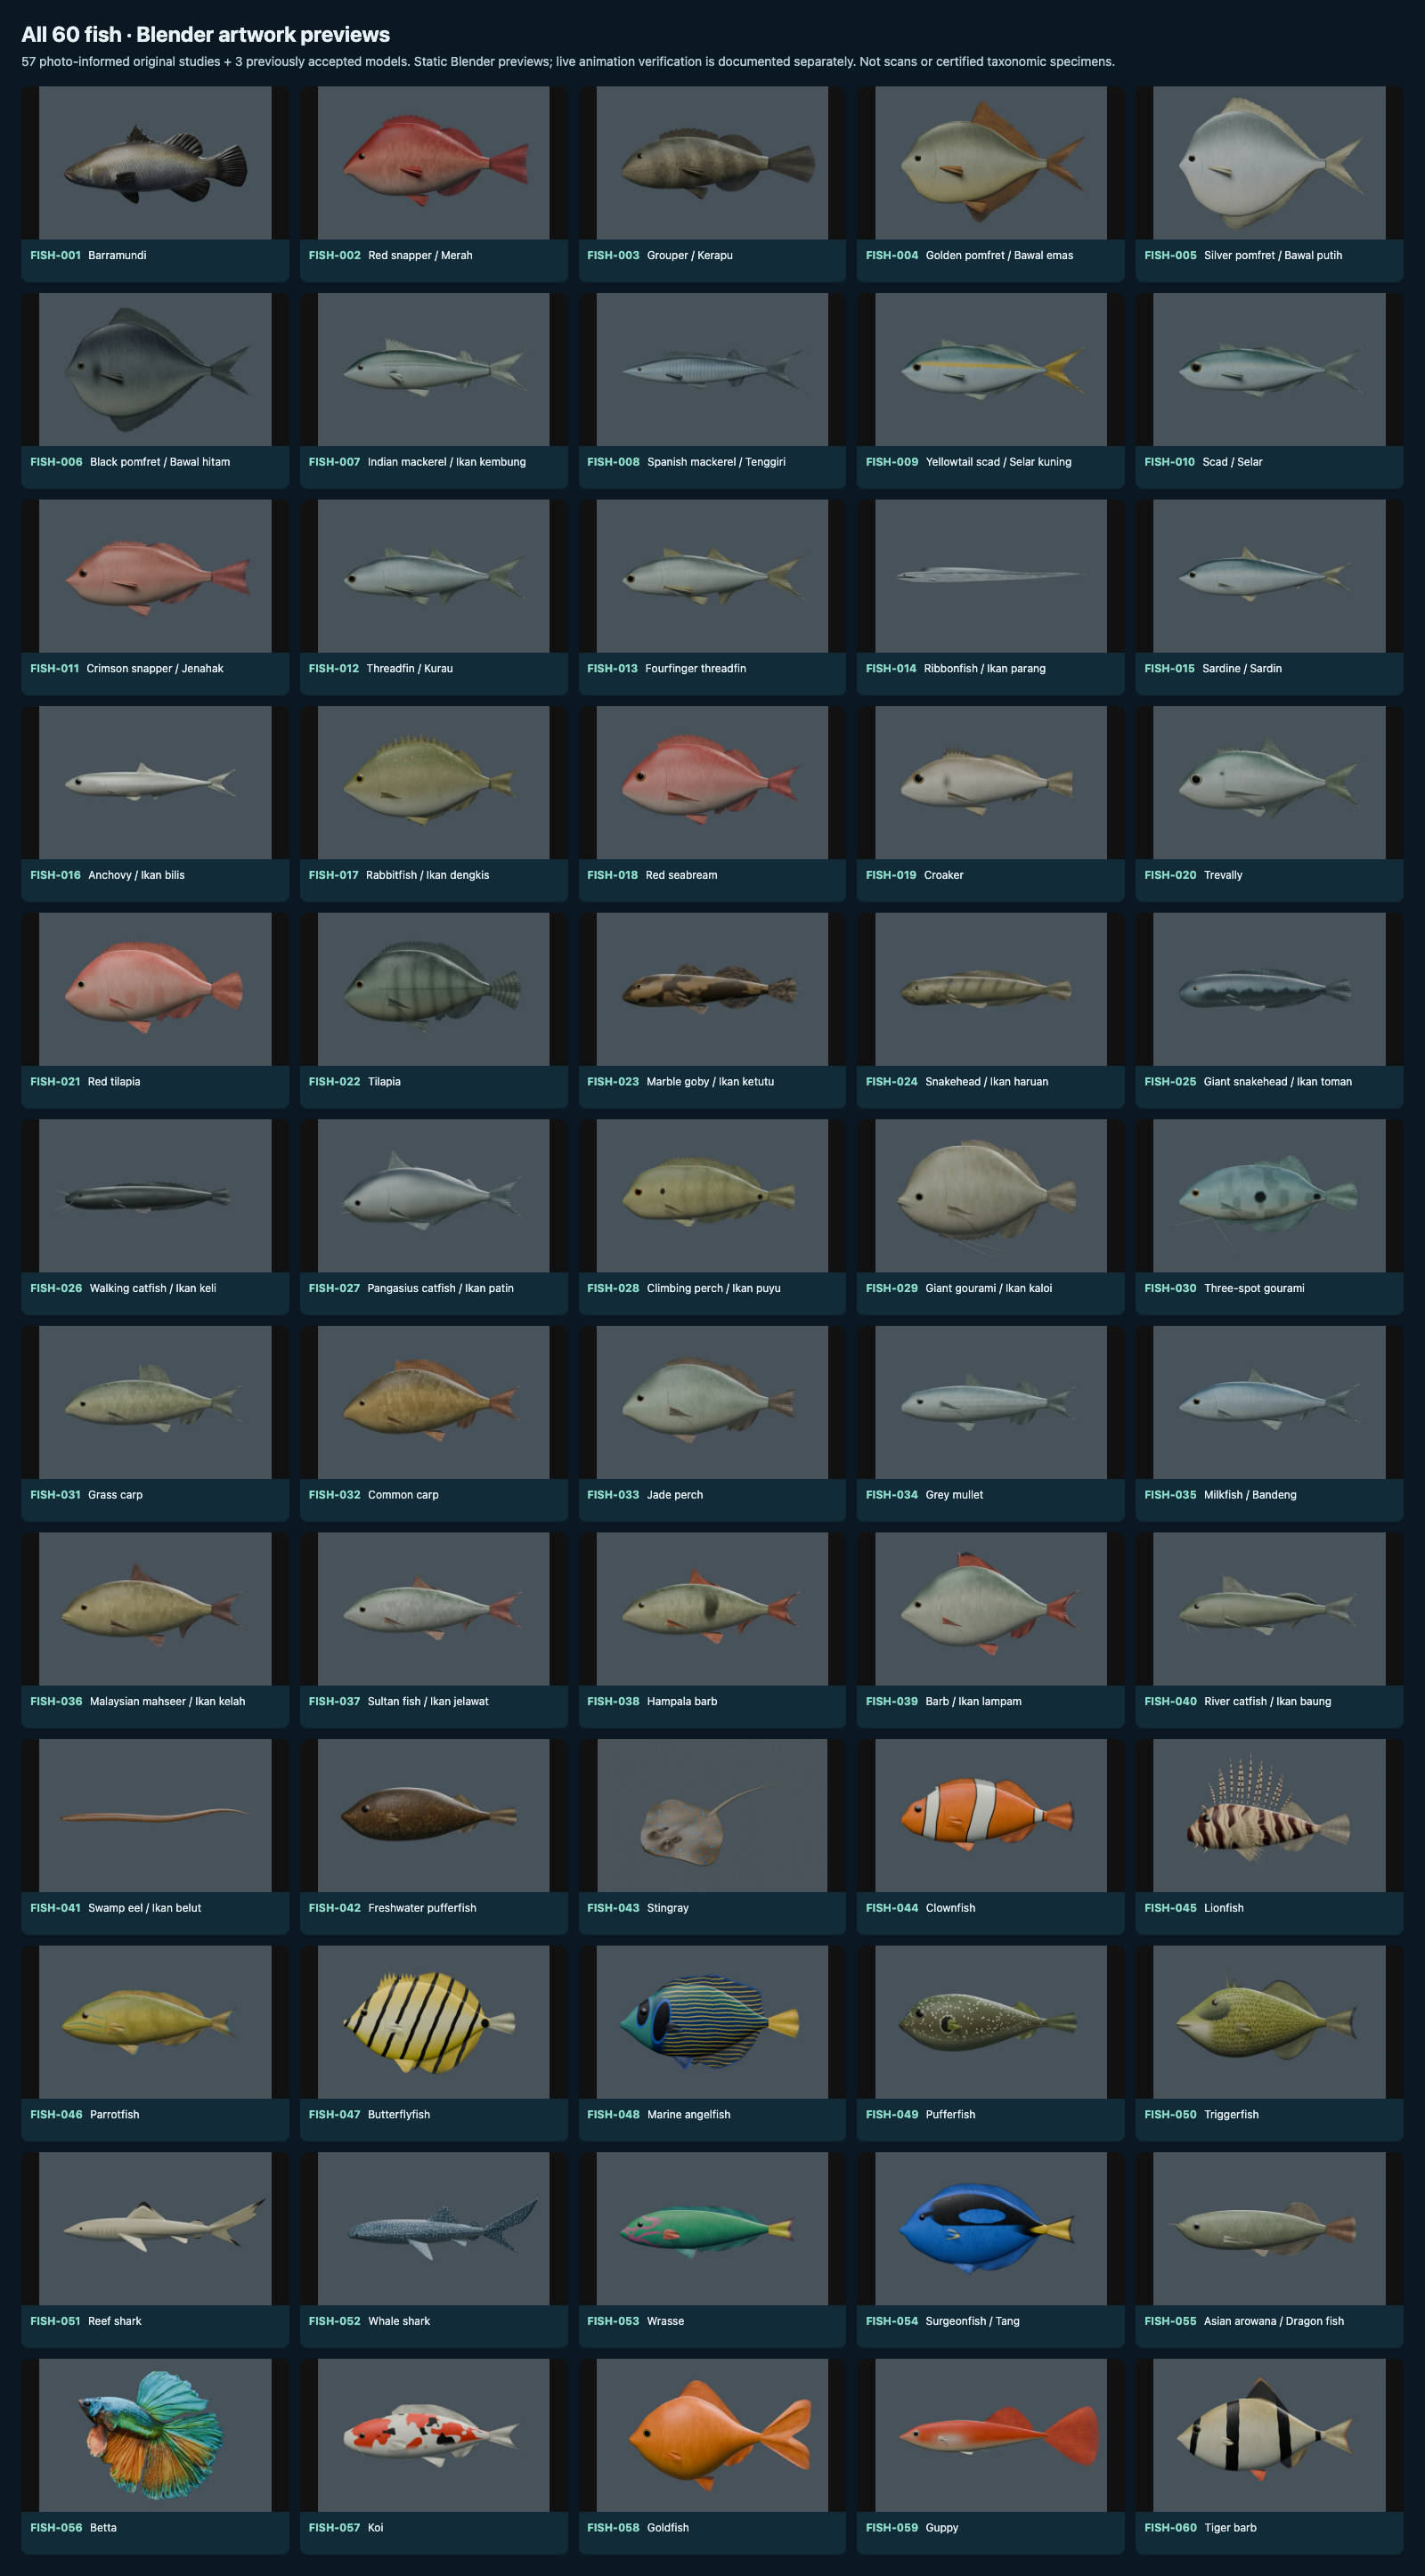 All 60 fish · Blender artwork previews
57 photo-informed original studies + 3 previously accepted models. Static Blender previews; live animation verification is documented separately. Not scans or certified taxonomic specimens.
FISH-001 Barramundi
FISH-002 Red snapper / Merah
FISH-003 Grouper / Kerapu
FISH-004 Golden pomfret / Bawal emas
FISH-005 Silver pomfret / Bawal putih
FISH-006 Black pomfret / Bawal hitam
FISH-007 Indian mackerel / Ikan kembung
FISH-008 Spanish mackerel / Tenggiri
FISH-009 Yellowtail scad / Selar kuning
FISH-010 Scad / Selar
FISH-011 Crimson snapper / Jenahak
FISH-012 Threadfin / Kurau
FISH-013 Fourfinger threadfin
FISH-014 Ribbonfish / Ikan parang
FISH-015 Sardine / Sardin
FISH-016 Anchovy / Ikan bilis
FISH-017 Rabbitfish / Ikan dengkis
FISH-018 Red seabream
FISH-019 Croaker
FISH-020 Trevally
FISH-021 Red tilapia
FISH-022 Tilapia
FISH-023 Marble goby / Ikan ketutu
FISH-024 Snakehead / Ikan haruan
FISH-025 Giant snakehead / Ikan toman
FISH-026 Walking catfish / Ikan keli
FISH-027 Pangasius catfish / Ikan patin
FISH-028 Climbing perch / Ikan puyu
FISH-029 Giant gourami / Ikan kaloi
FISH-030 Three-spot gourami
FISH-031 Grass carp
FISH-032 Common carp
FISH-033 Jade perch
FISH-034 Grey mullet
FISH-035 Milkfish / Bandeng
FISH-036 Malaysian mahseer / Ikan kelah
FISH-037 Sultan fish / Ikan jelawat
FISH-038 Hampala barb
FISH-039 Barb / Ikan lampam
FISH-040 River catfish / Ikan baung
FISH-041 Swamp eel / Ikan belut
FISH-042 Freshwater pufferfish
FISH-043 Stingray
FISH-044 Clownfish
FISH-045 Lionfish
FISH-046 Parrotfish
FISH-047 Butterflyfish
FISH-048 Marine angelfish
FISH-049 Pufferfish
FISH-050 Triggerfish
FISH-051 Reef shark
FISH-052 Whale shark
FISH-053 Wrasse
FISH-054 Surgeonfish / Tang
FISH-055 Asian arowana / Dragon fish
FISH-056 Betta
FISH-057 Koi
FISH-058 Goldfish
FISH-059 Guppy
FISH-060 Tiger barb